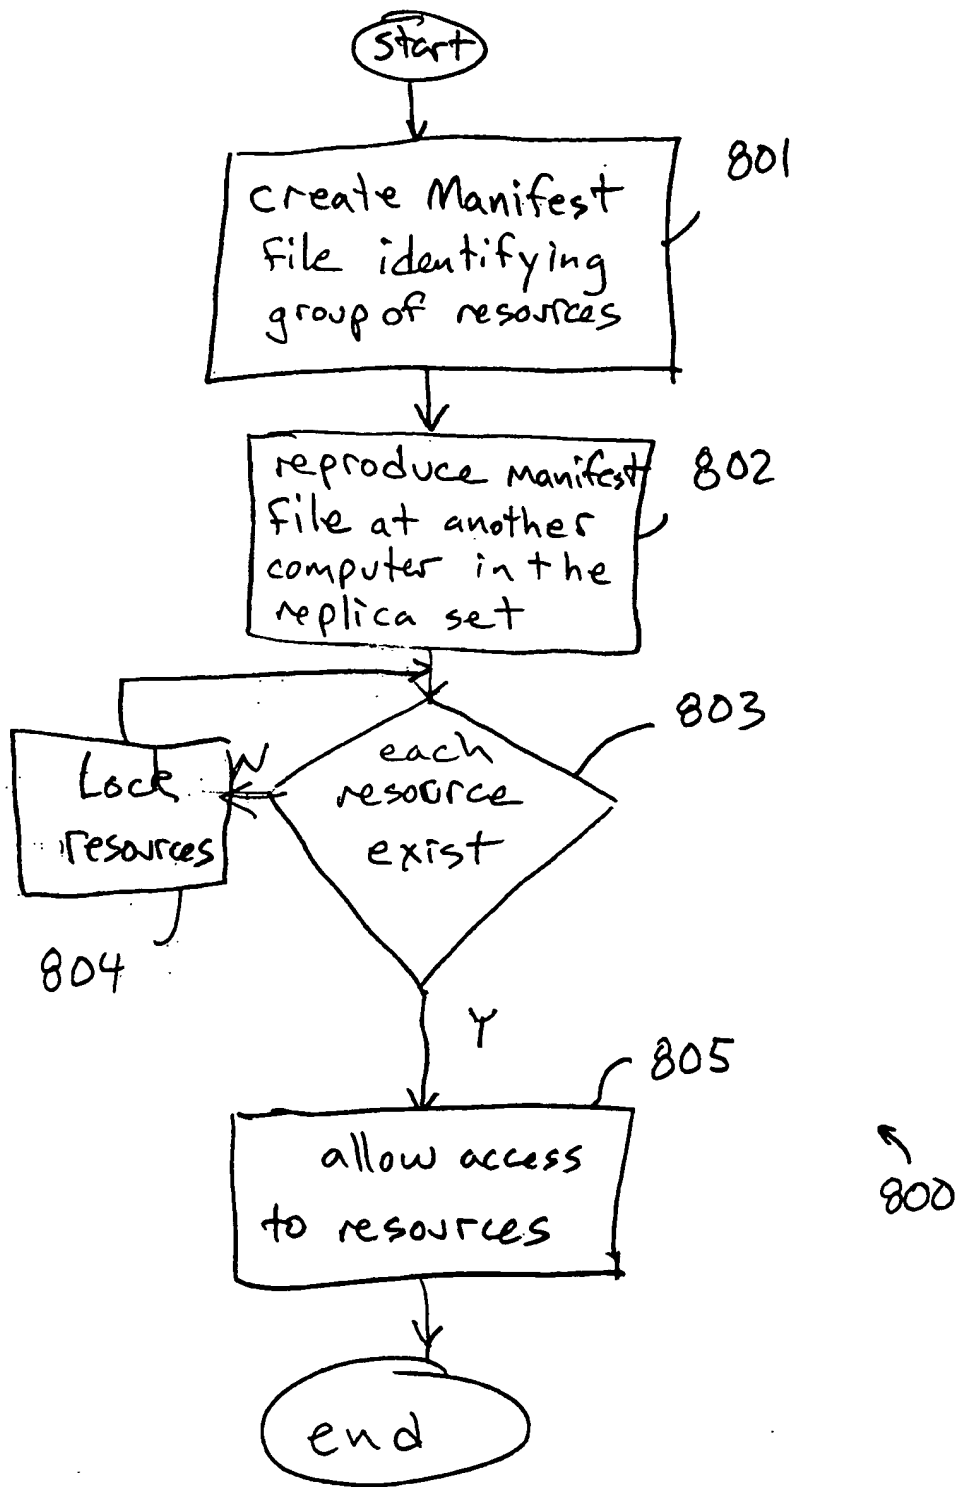 start
801
create Manifest
file identifying
group of resources
802
reproduce manifest
file at another
computer in the
replica set
803
each
resource
exist
N
Lock
resources
804
Y
805
allow access
to resources
800
end